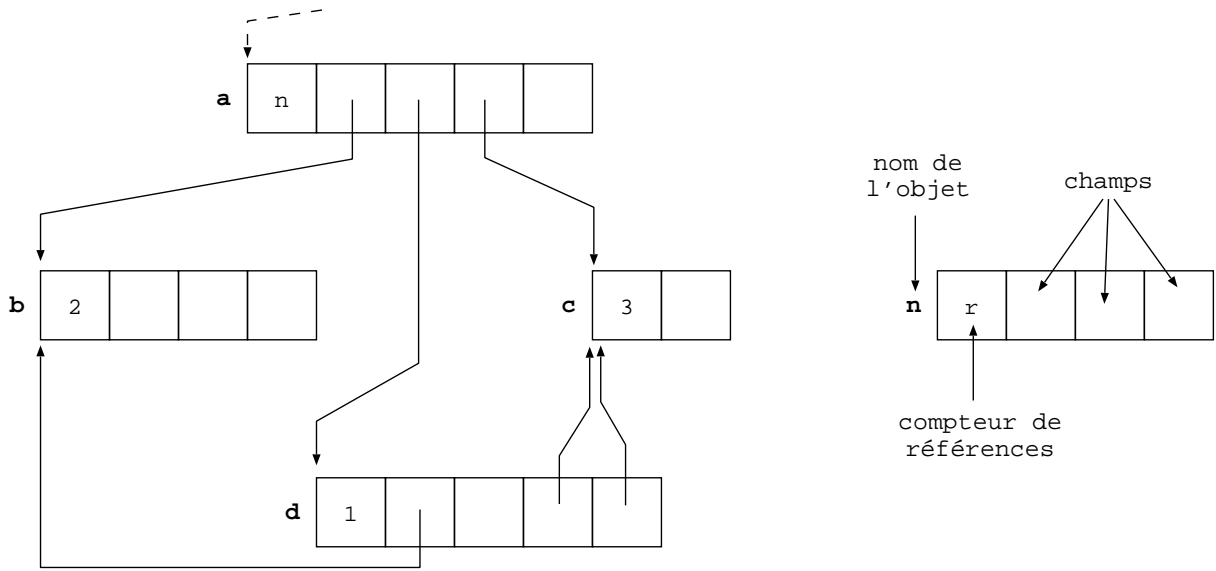 a n
nom de
l'objet
champs
b 2
c 3
n r
compteur de
références
d 1